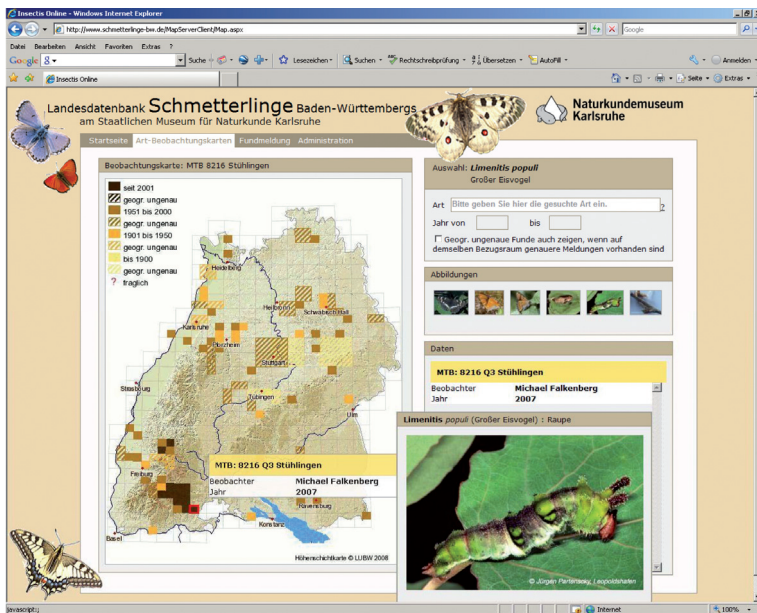 Insectis Online - Windows Internet Explorer
http://www.schmetterlinge-bw.de/MapServerClient/Map.aspx
Google
Datei Bearbeiten Ansicht Favoriten Extras ?
Google Suche Lesezeichen Suchen Rechtschreibprüfung Übersetzen AutoFill Anmelden
Insectis Online
Seite Extras
Landesdatenbank Schmetterlinge Baden-Württembergs
am Staatlichen Museum für Naturkunde Karlsruhe
Naturkundemuseum
Karlsruhe
Startseite Art-Beobachtungskarten Fundmeldung Administration
Beobachtungskarte: MTB 8216 Stühlingen
seit 2001
geogr. ungenau
1951 bis 2000
geogr. ungenau
1901 bis 1950
geogr. ungenau
bis 1900
geogr. ungenau
? fraglich
Heidelberg
Heilbronn
Schwäbisch Hall
Karlsruhe
Pforzheim
Stuttgart
Strasbourg
Tübingen
Ulm
Freiburg
MTB: 8216 Q3 Stühlingen
Beobachter Michael Falkenberg
Jahr 2007
Ravensburg
Konstanz
Basel
Höhenschichtkarte © LUBW 2008
Auswahl: Limenitis populi
Großer Eisvogel
Art Bitte geben Sie hier die gesuchte Art ein. ?
Jahr von bis
Geogr. ungenaue Funde auch zeigen, wenn auf
demselben Bezugsraum genauere Meldungen vorhanden sind
Abbildungen
Daten
MTB: 8216 Q3 Stühlingen
Beobachter Michael Falkenberg
Jahr 2007
Limenitis populi (Großer Eisvogel) : Raupe
© Jürgen Partenscky, Leopoldshafen
javascript:;
Internet
100%